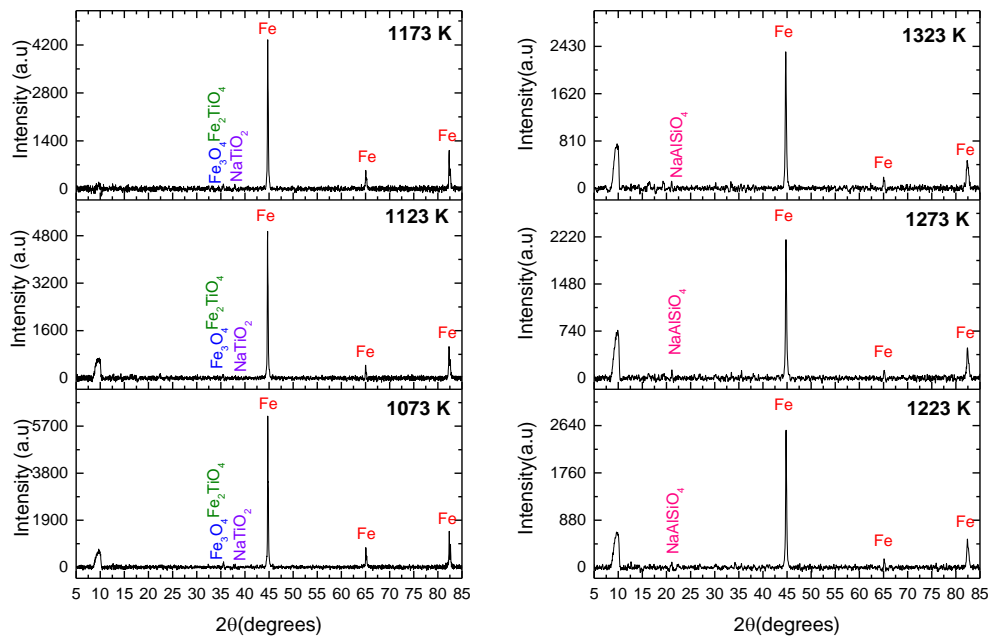 1173 K
Intensity (a.u)
4200
2800
1400
0
Fe₃O₄
Fe₂TiO₄
NaTiO₂
Fe
Fe
Fe
1123 K
Intensity (a.u)
4800
3200
1600
0
Fe₃O₄
Fe₂TiO₄
NaTiO₂
Fe
Fe
Fe
1073 K
Intensity (a.u)
5700
3800
1900
0
Fe₃O₄
Fe₂TiO₄
NaTiO₂
Fe
Fe
Fe
5 10 15 20 25 30 35 40 45 50 55 60 65 70 75 80 85
2θ(degrees)
1323 K
Intensity(a.u)
2430
1620
810
0
NaAlSiO₄
Fe
Fe
Fe
1273 K
Intensity(a.u)
2220
1480
740
0
NaAlSiO₄
Fe
Fe
Fe
1223 K
Intensity(a.u)
2640
1760
880
0
NaAlSiO₄
Fe
Fe
Fe
5 10 15 20 25 30 35 40 45 50 55 60 65 70 75 80 85
2θ(degrees)